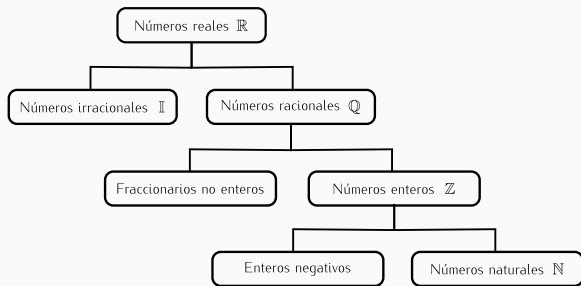 Números reales ℝ
Números irracionales 𝕀
Números racionales ℚ
Fraccionarios no enteros
Números enteros ℤ
Enteros negativos
Números naturales ℕ